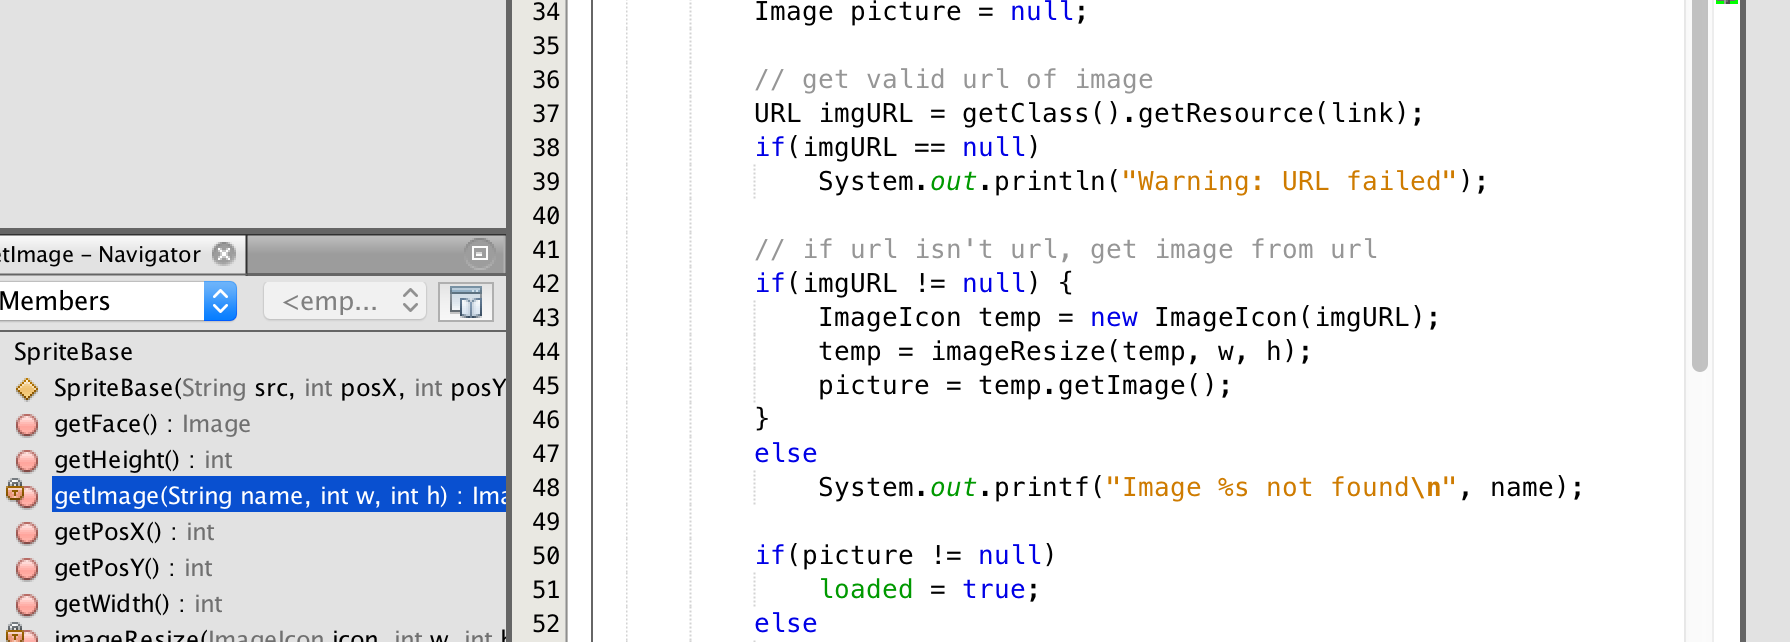 etImage – Navigator
Members
<emp...
SpriteBase
SpriteBase(String src, int posX, int posY
getFace() : Image
getHeight() : int
getImage(String name, int w, int h) : Ima
getPosX() : int
getPosY() : int
getWidth() : int
imageResize(ImageIcon icon, int w, int h
34 Image picture = null;
35
36 // get valid url of image
37 URL imgURL = getClass().getResource(link);
38 if(imgURL == null)
39 System.out.println("Warning: URL failed");
40
41 // if url isn't url, get image from url
42 if(imgURL != null) {
43 ImageIcon temp = new ImageIcon(imgURL);
44 temp = imageResize(temp, w, h);
45 picture = temp.getImage();
46 }
47 else
48 System.out.printf("Image %s not found\n", name);
49
50 if(picture != null)
51 loaded = true;
52 else